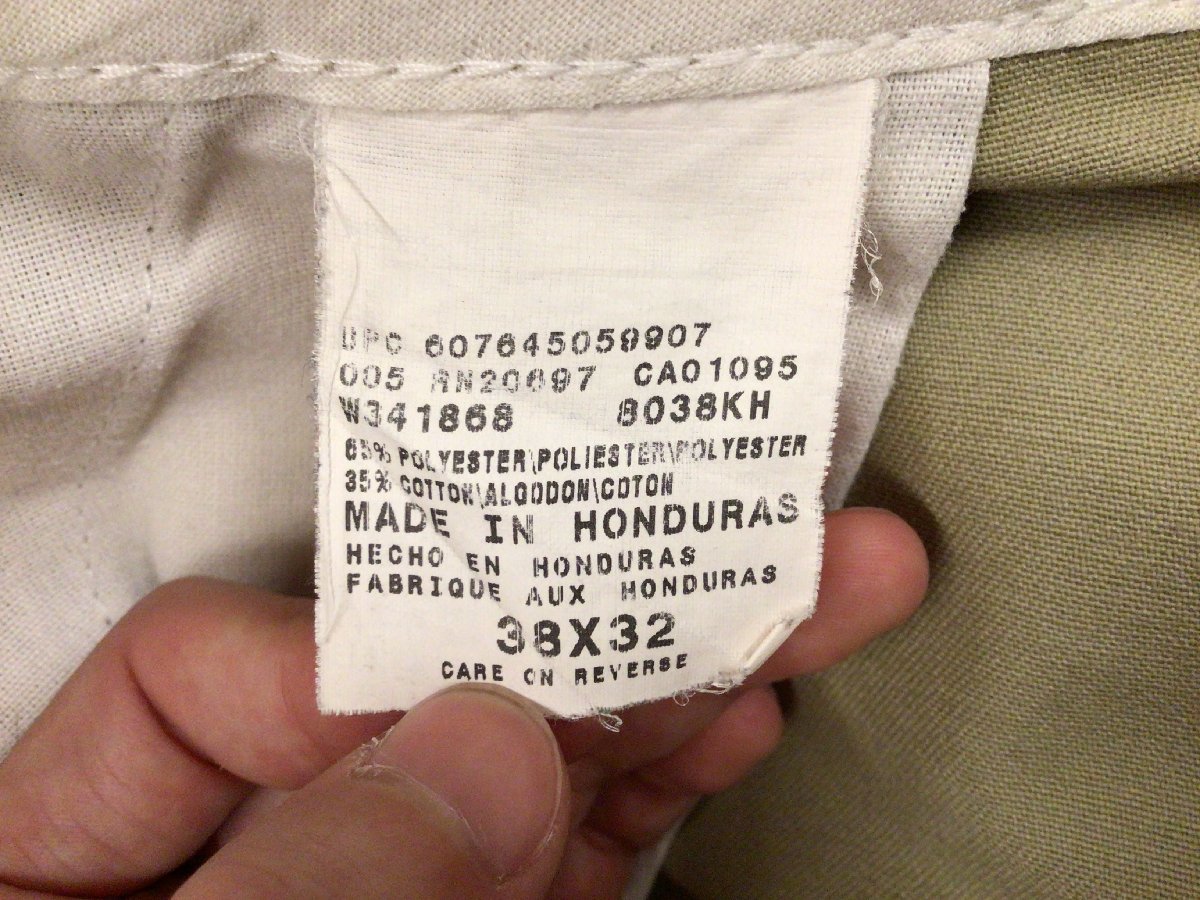 UPC 607645059907
005 RN20697 CA01095
W341868 8038KH
65% POLYESTER\POLIESTER\POLYESTER
35% COTTON\ALGODON\COTON
MADE IN HONDURAS
HECHO EN HONDURAS
FABRIQUE AUX HONDURAS
38X32
CARE ON REVERSE